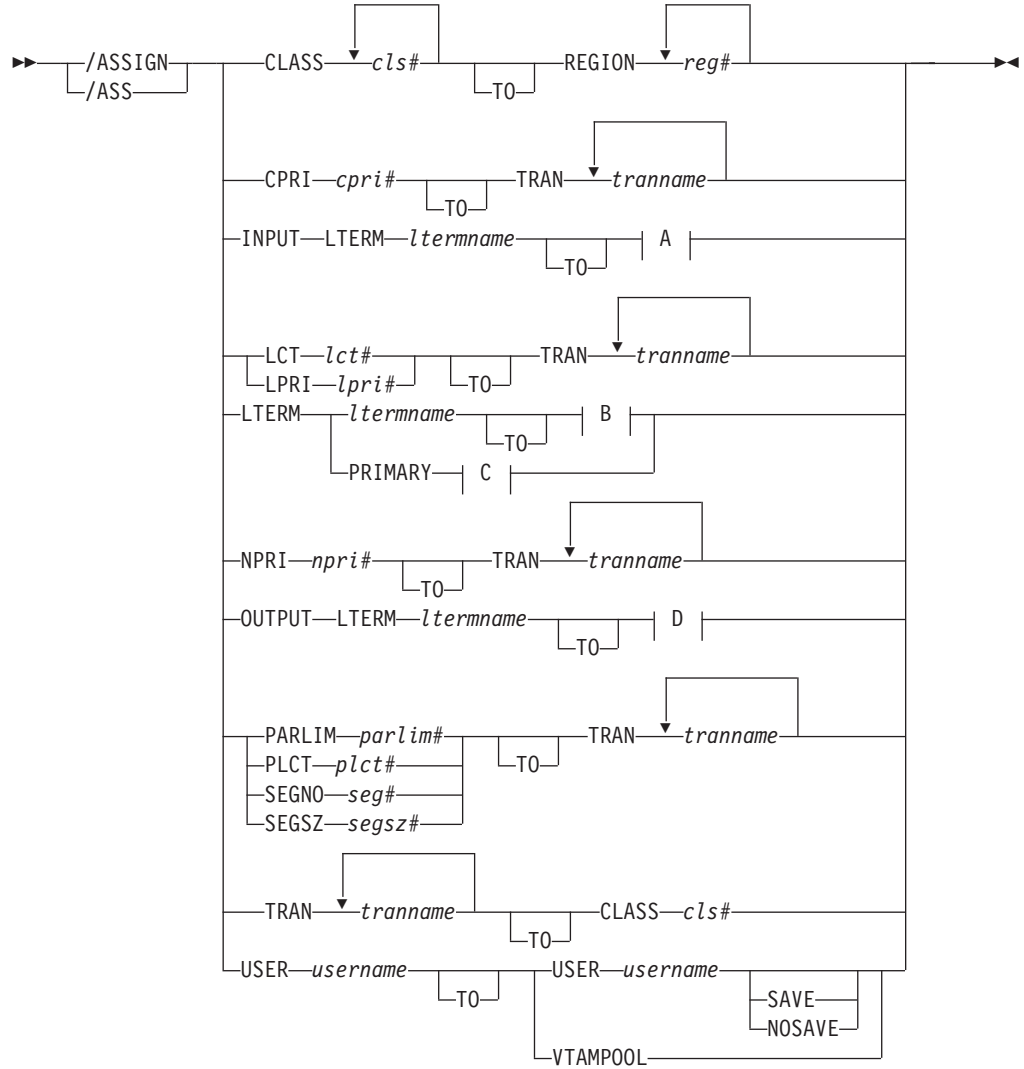 /ASSIGN CLASS cls# TO REGION reg#
/ASS
CPRI cpri# TO TRAN tranname
INPUT LTERM ltermname TO A
LCT lct# TO TRAN tranname
LPRI lpri#
LTERM ltermname TO B
PRIMARY C
NPRI npri# TO TRAN tranname
OUTPUT LTERM ltermname TO D
PARLIM parlim# TO TRAN tranname
PLCT plct#
SEGNO seg#
SEGSZ segsz#
TRAN tranname TO CLASS cls#
USER username TO USER username
SAVE
NOSAVE
VTAMPOOL